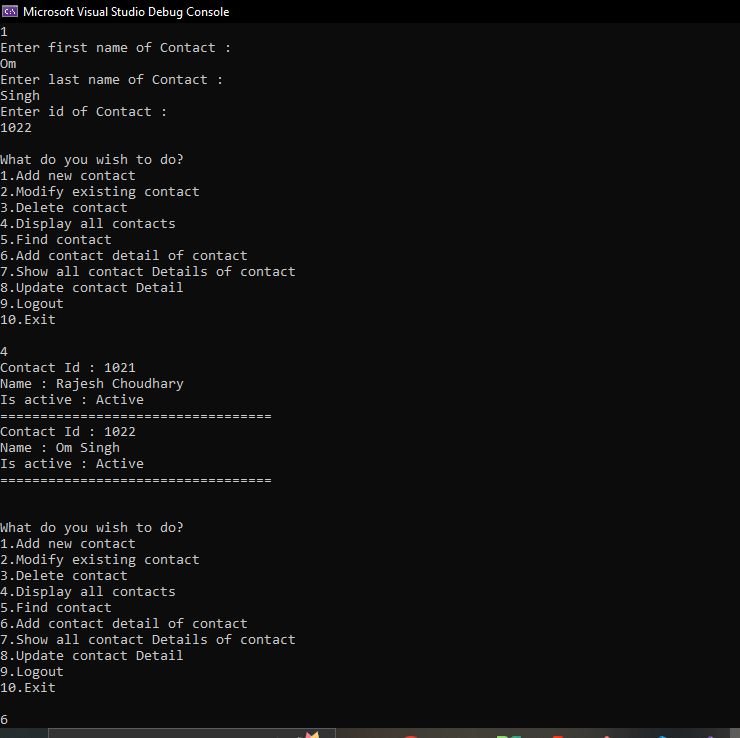 Microsoft Visual Studio Debug Console
1
Enter first name of Contact :
Om
Enter last name of Contact :
Singh
Enter id of Contact :
1022
What do you wish to do?
1.Add new contact
2.Modify existing contact
3.Delete contact
4.Display all contacts
5.Find contact
6.Add contact detail of contact
7.Show all contact Details of contact
8.Update contact Detail
9.Logout
10.Exit
4
Contact Id : 1021
Name : Rajesh Choudhary
Is active : Active
==================================
Contact Id : 1022
Name : Om Singh
Is active : Active
==================================
What do you wish to do?
1.Add new contact
2.Modify existing contact
3.Delete contact
4.Display all contacts
5.Find contact
6.Add contact detail of contact
7.Show all contact Details of contact
8.Update contact Detail
9.Logout
10.Exit
6